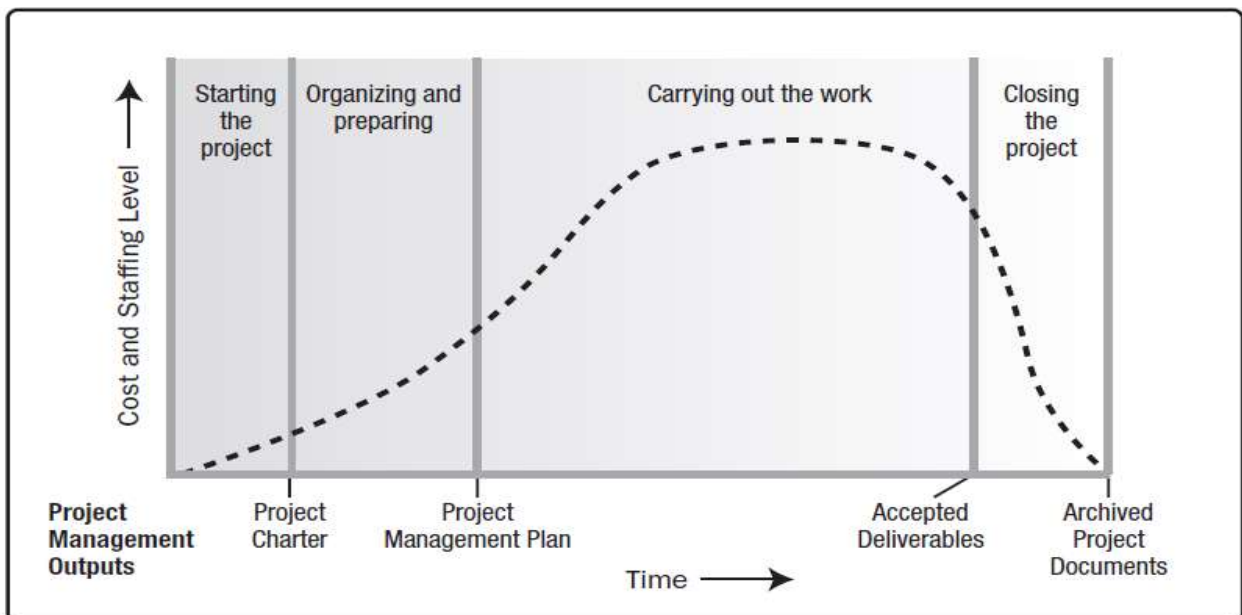 Starting
the
project
Organizing and
preparing
Carrying out the work
Closing
the
project
Cost and Staffing Level
Project
Management
Outputs
Project
Charter
Project
Management Plan
Accepted
Deliverables
Archived
Project
Documents
Time